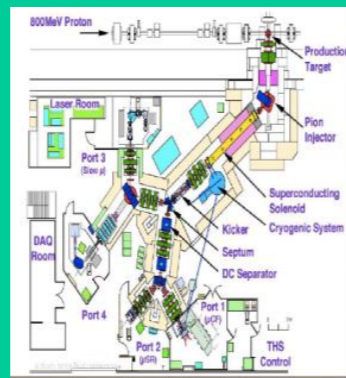 800MeV Proton
Production
Target
Laser Room
Pion
Injector
Port 3
(Slow μ)
Superconducting
Solenoid
Kicker
Cryogenic System
Septum
DAQ
Room
DC Separator
Port 4
Port 1
(μCF)
Port 2
(μSR)
THS
Control